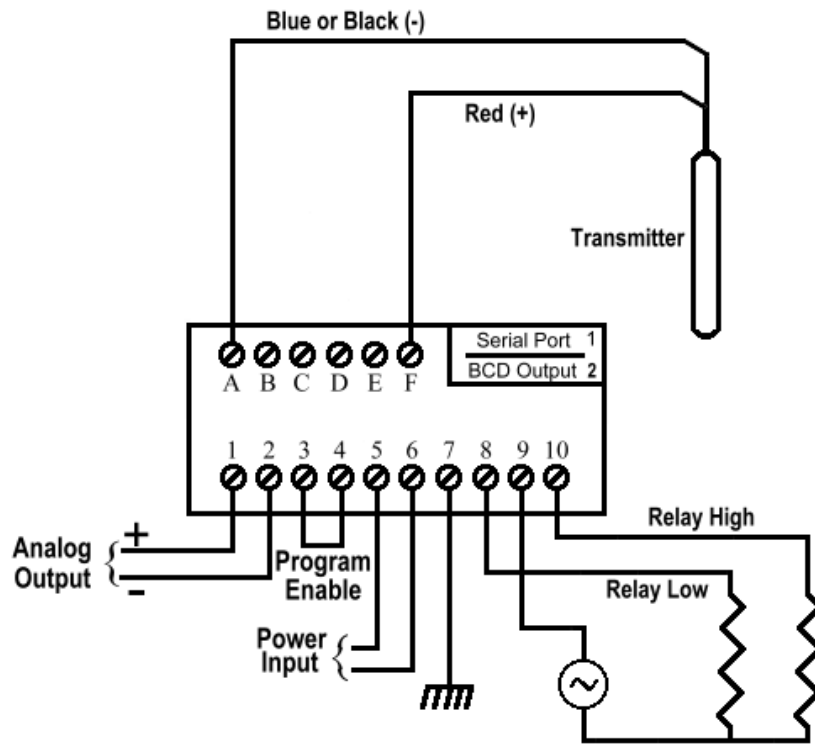 Blue or Black (-)
Red (+)
Transmitter
Serial Port 1
BCD Output 2
A B C D E F
1 2 3 4 5 6 7 8 9 10
Relay High
Analog
Output
+
-
Program
Enable
Relay Low
Power
Input